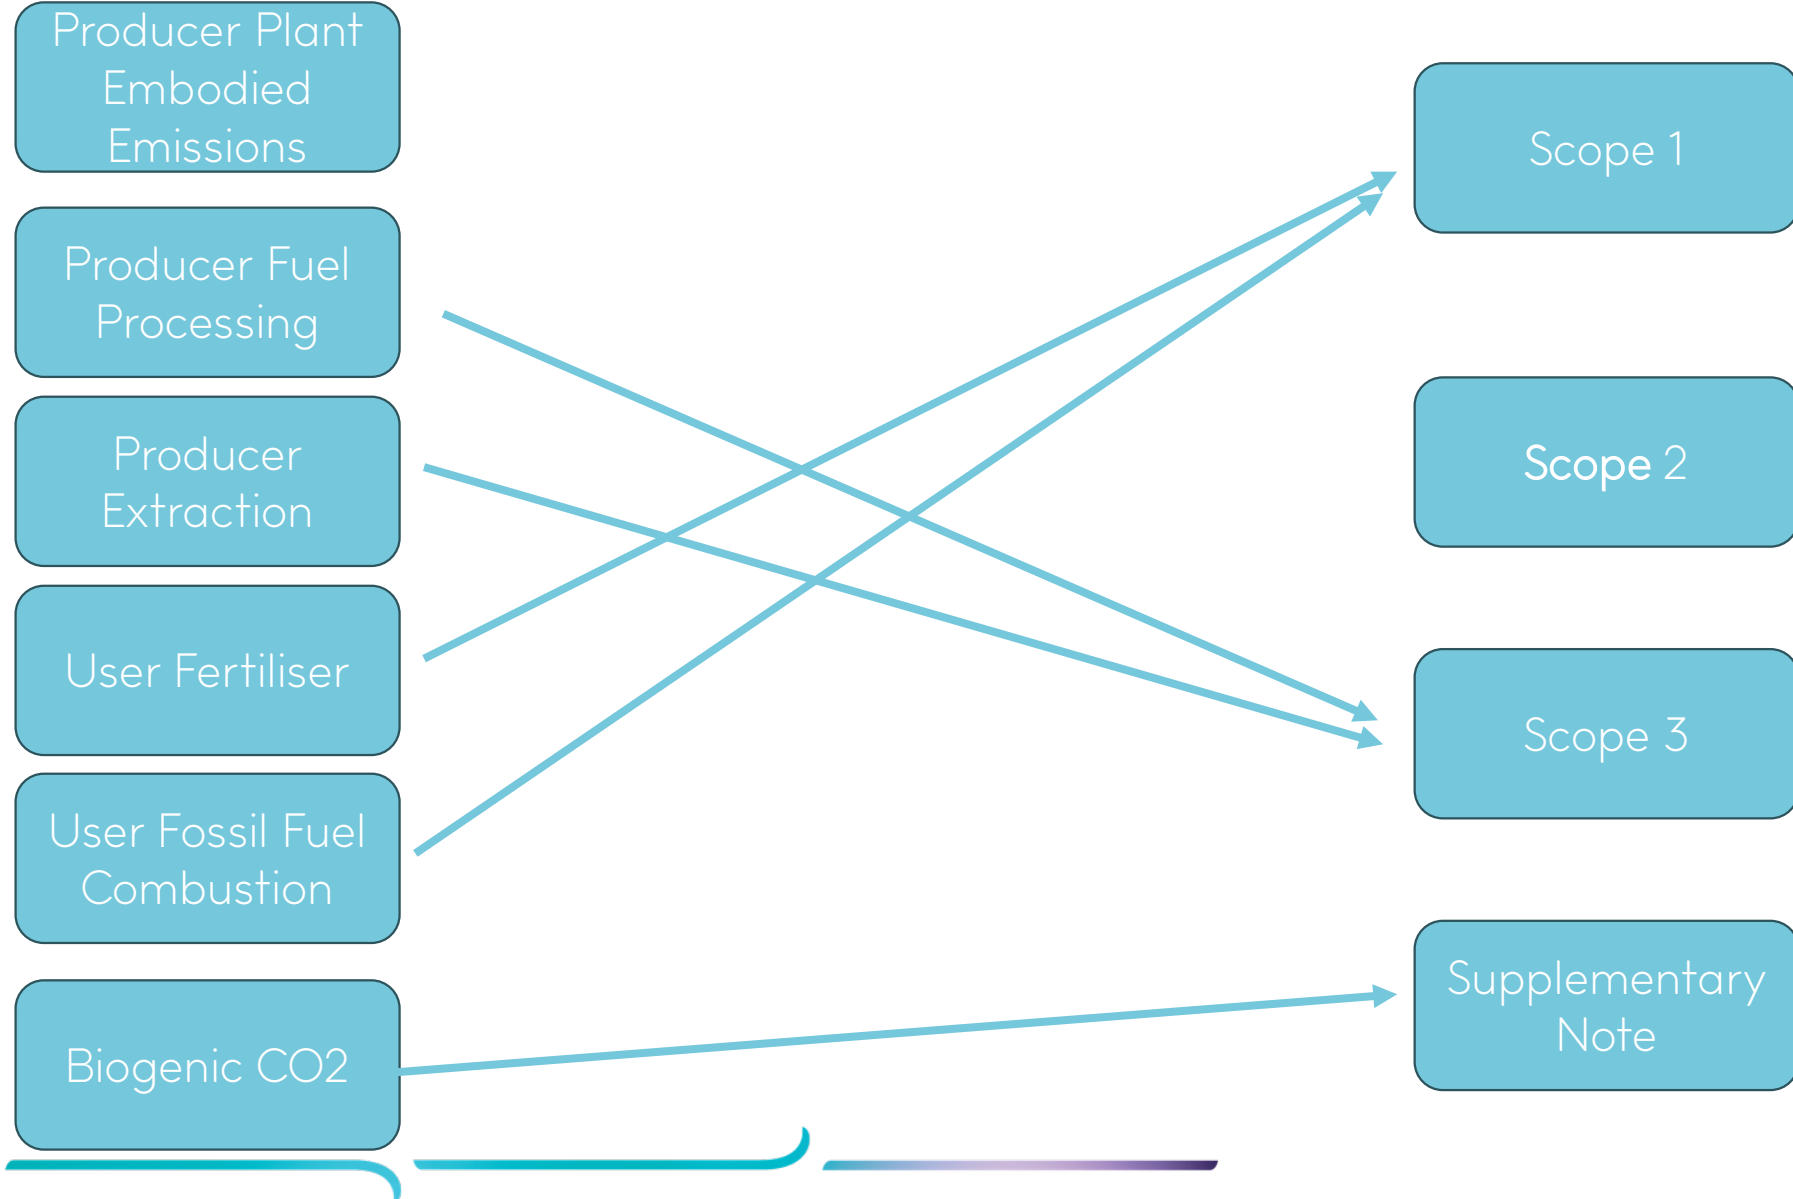 Producer Plant
Embodied
Emissions
Producer Fuel
Processing
Producer
Extraction
User Fertiliser
User Fossil Fuel
Combustion
Biogenic CO2
Scope 1
Scope 2
Scope 3
Supplementary
Note